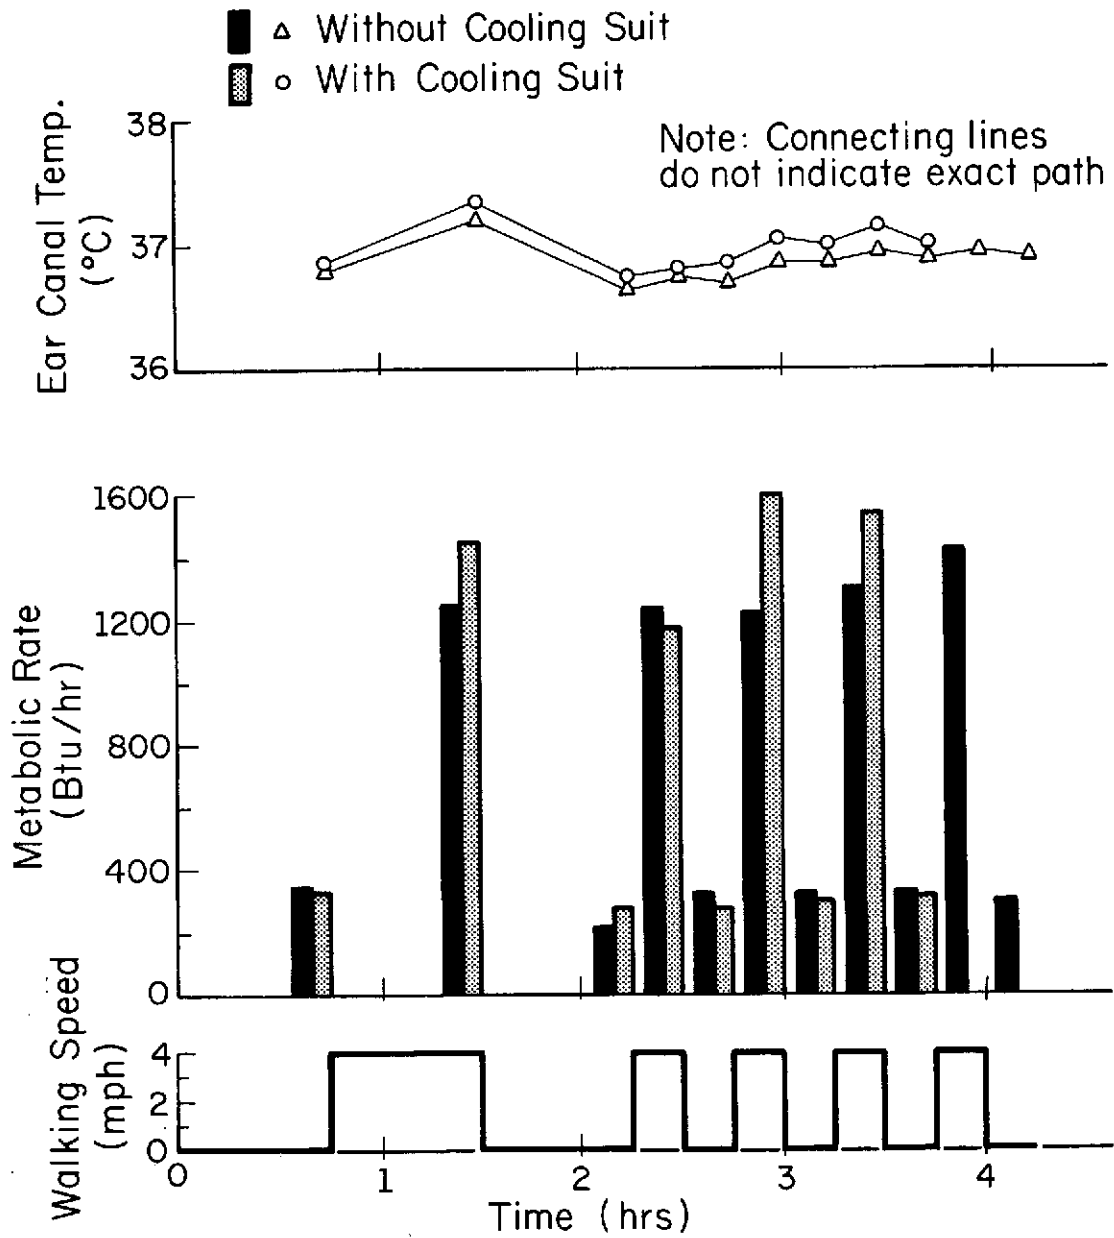 Without Cooling Suit
With Cooling Suit
Note: Connecting lines
do not indicate exact path
Ear Canal Temp.
(°C)
38
37
36
Metabolic Rate
(Btu/hr)
1600
1200
800
400
0
Walking Speed
(mph)
4
2
0
0 1 2 3 4
Time (hrs)